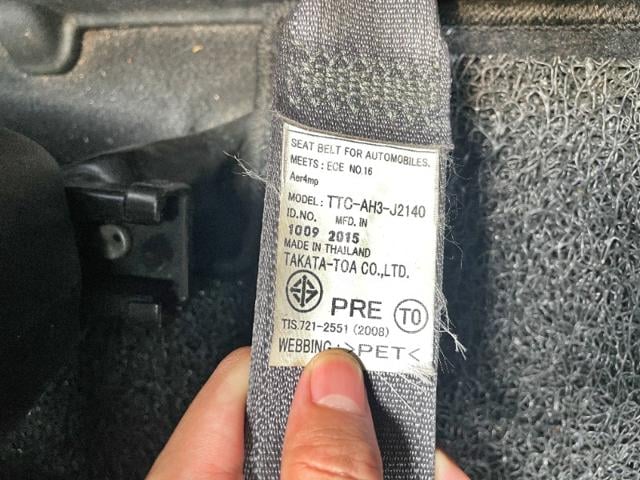 SEAT BELT FOR AUTOMOBILES.
MEETS: ECE NO.16
Aer4mp
MODEL: TTC-AH3-J2140
ID.NO. MFD. IN
1009 2015
MADE IN THAILAND
TAKATA-TOA CO.,LTD.
PRE TO
TIS.721-2551 (2008)
WEBBING: >PET<